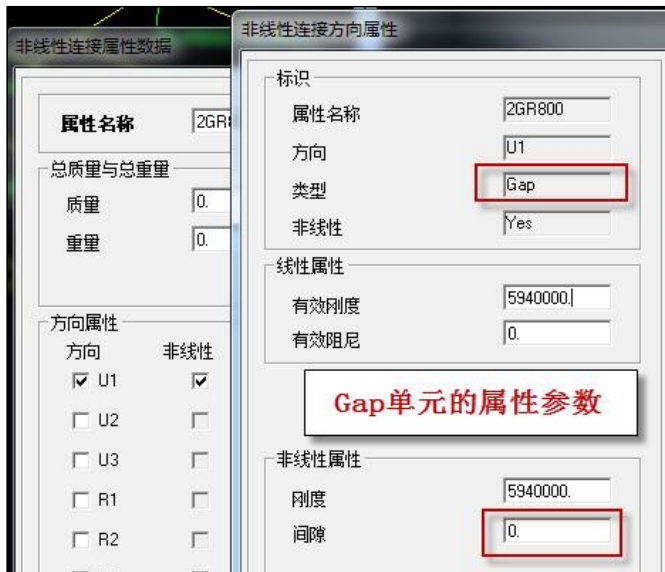 非线性连接属性数据
属性名称 2GR8
总质量与总重量
质量 0.
重量 0.
方向属性
方向 非线性
U1
U2
U3
R1
R2
非线性连接方向属性
标识
属性名称 2GR800
方向 U1
类型 Gap
非线性 Yes
线性属性
有效刚度 5940000.
有效阻尼 0.
Gap单元的属性参数
非线性属性
刚度 5940000.
间隙 0.